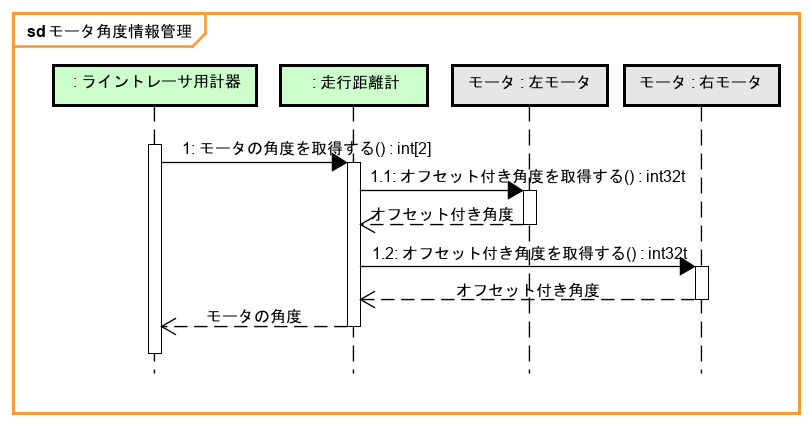 sd モータ角度情報管理
: ライントレーサ用計器
: 走行距離計
モータ : 左モータ
モータ : 右モータ
1: モータの角度を取得する() : int[2]
1.1: オフセット付き角度を取得する() : int32t
オフセット付き角度
1.2: オフセット付き角度を取得する() : int32t
オフセット付き角度
モータの角度